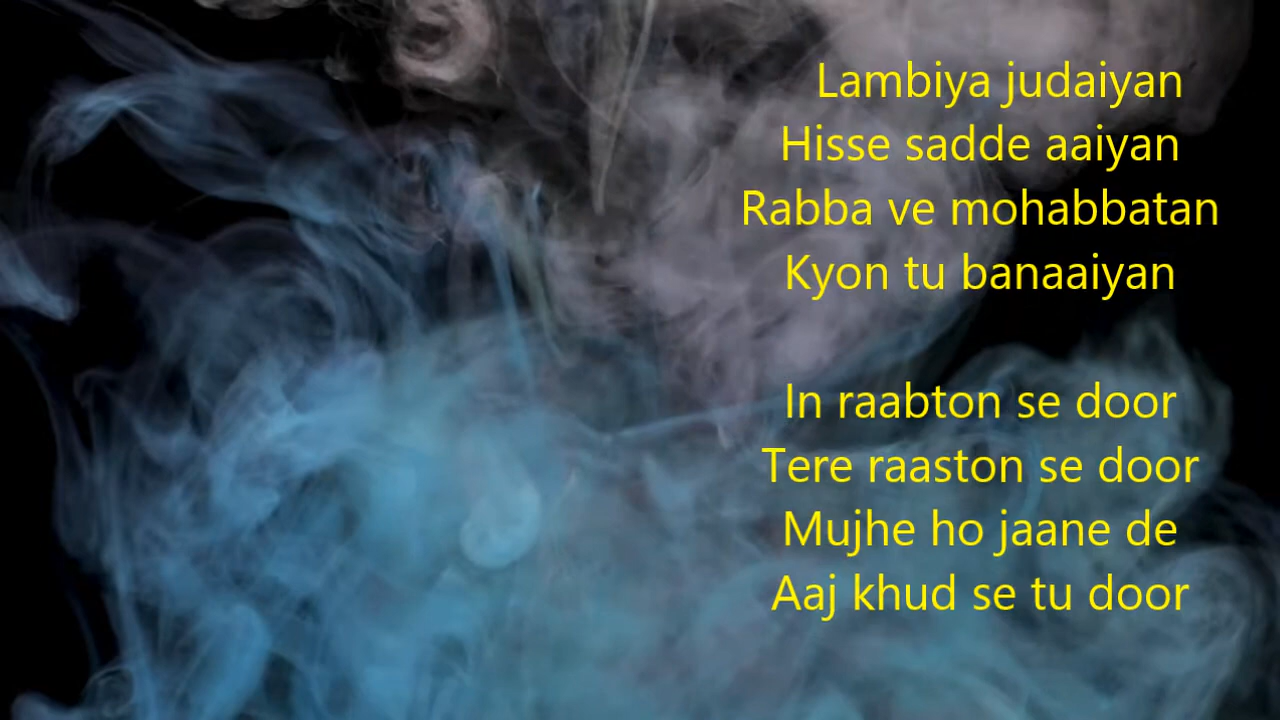 Lambiya judaiyan
Hisse sadde aaiyan
Rabba ve mohabbatan
Kyon tu banaaiyan
In raabton se door
Tere raaston se door
Mujhe ho jaane de
Aaj khud se tu door